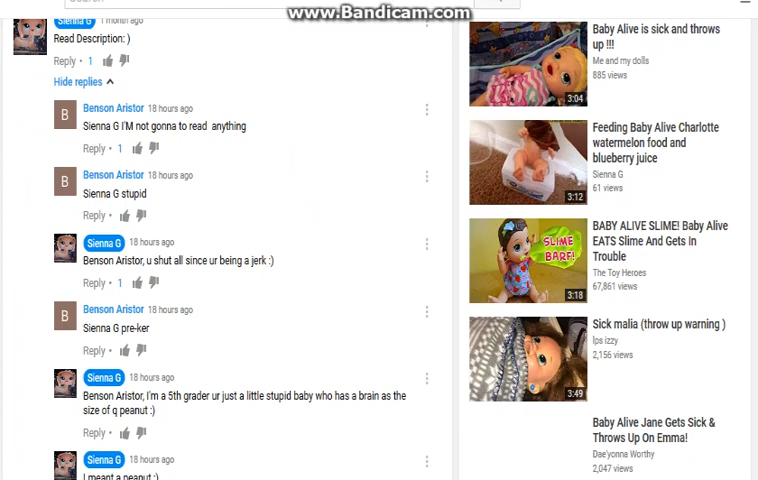 www.Bandicam.com
Sienna G 1 month ago
Read Description: )
Reply • 1
Hide replies
B
Benson Aristor 18 hours ago
Sienna G I'M not gonna to read anything
Reply • 1
B
Benson Aristor 18 hours ago
Sienna G stupid
Reply •
Sienna G 18 hours ago
Benson Aristor, u shut all since ur being a jerk :)
Reply • 1
B
Benson Aristor 18 hours ago
Sienna G pre-ker
Reply •
Sienna G 18 hours ago
Benson Aristor, I'm a 5th grader ur just a little stupid baby who has a brain as the
size of q peanut :)
Reply •
Sienna G 18 hours ago
I meant a peanut :)
Baby Alive is sick and throws
up !!!
Me and my dolls
885 views
3:04
Feeding Baby Alive Charlotte
watermelon food and
blueberry juice
Sienna G
61 views
3:12
BABY ALIVE SLIME! Baby Alive
EATS Slime And Gets In
Trouble
The Toy Heroes
67,861 views
SLIME
BARF!
3:18
Sick malia (throw up warning )
lps izzy
2,156 views
3:49
Baby Alive Jane Gets Sick &
Throws Up On Emma!
Dae'yonna Worthy
2,047 views